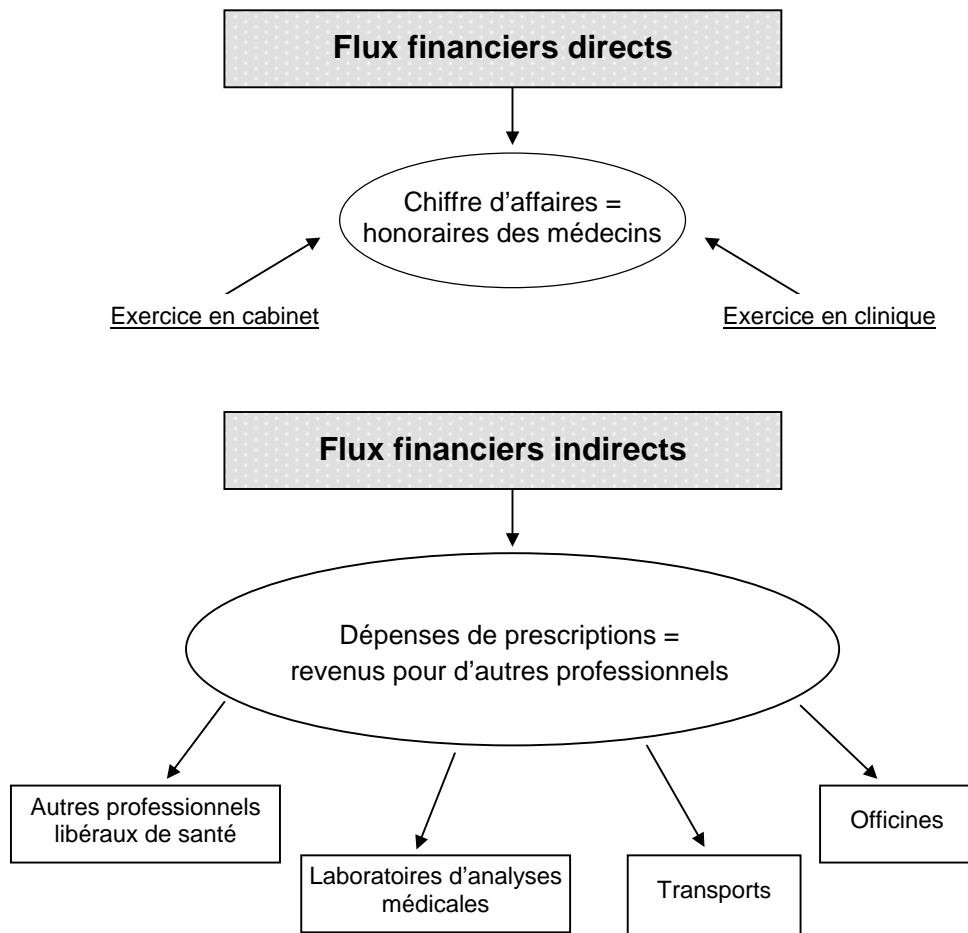 Flux financiers directs
Chiffre d'affaires =
honoraires des médecins
Exercice en cabinet
Exercice en clinique
Flux financiers indirects
Dépenses de prescriptions =
revenus pour d'autres professionnels
Autres professionnels
libéraux de santé
Laboratoires d'analyses
médicales
Transports
Officines